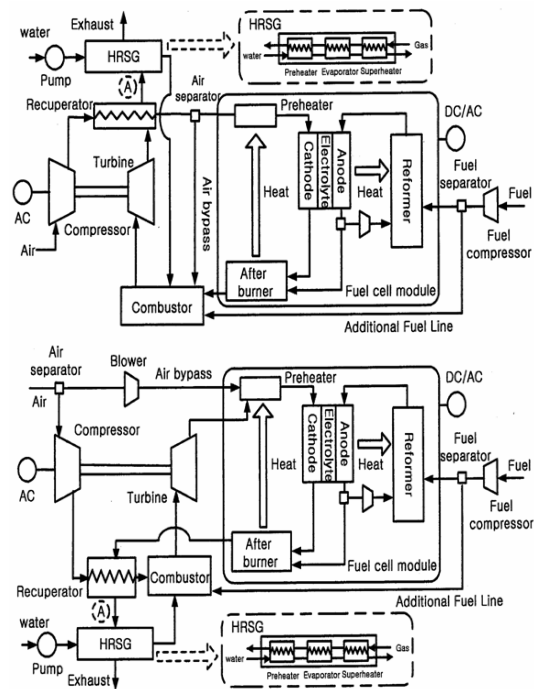 Exhaust
HRSG
water
HRSG
Gas
water
Pump
Preheater Evaporator Superheater
(A)
Recuperator
Air
separator
Preheater
DC/AC
Turbine
Cathode
Electrolyte
Anode
Reformer
Fuel
separator
Heat
Heat
Fuel
AC
Air bypass
Compressor
Air
Fuel
compressor
After
burner
Combustor
Fuel cell module
Additional Fuel Line
Air
separator
Blower
Air bypass
Preheater
DC/AC
Air
Compressor
Cathode
Electrolyte
Anode
Reformer
Fuel
separator
Heat
Heat
Fuel
AC
Turbine
Fuel
compressor
After
burner
Fuel cell module
Recuperator
Combustor
Additional Fuel Line
(A)
water
HRSG
HRSG
Gas
water
Pump
Preheater Evaporator Superheater
Exhaust